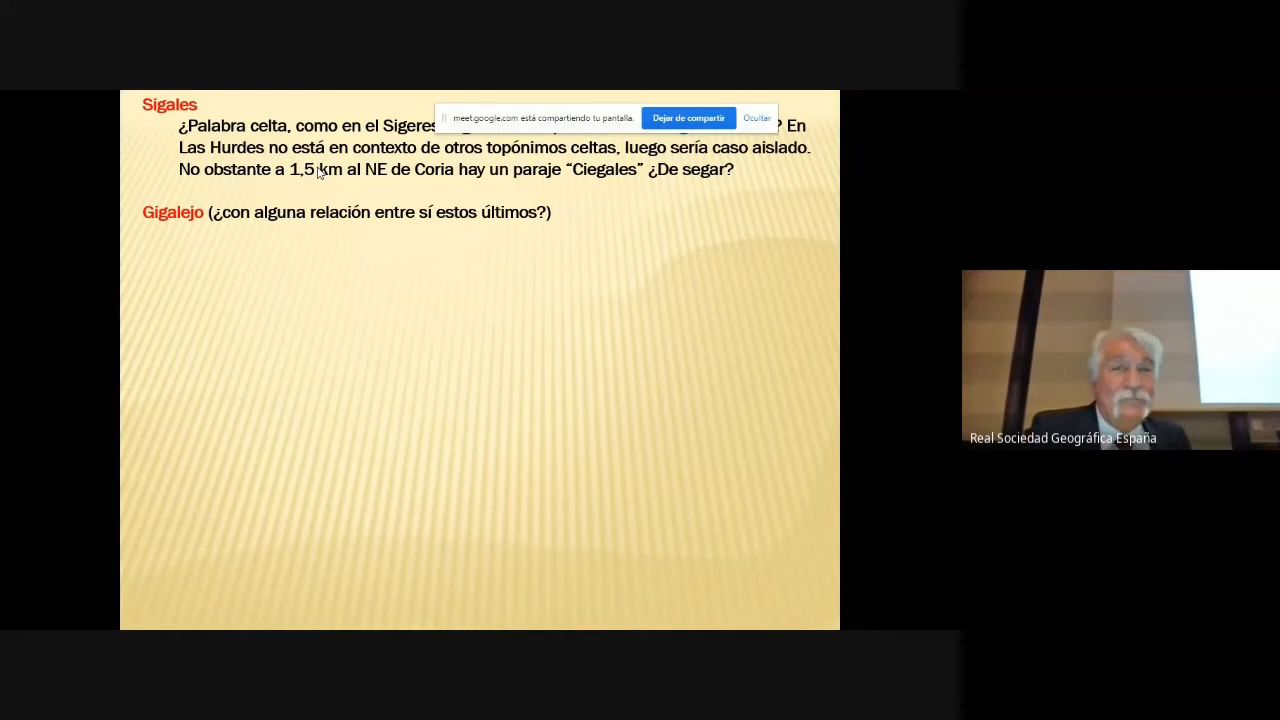 Sigales
meet.google.com está compartiendo tu pantalla. Dejar de compartir Ocultar
¿Palabra celta, como en el Sigeres ? En
Las Hurdes no está en contexto de otros topónimos celtas, luego sería caso aislado.
No obstante a 1,5 km al NE de Coria hay un paraje “Ciegales” ¿De segar?
Gigalejo (¿con alguna relación entre sí estos últimos?)
Real Sociedad Geográfica España